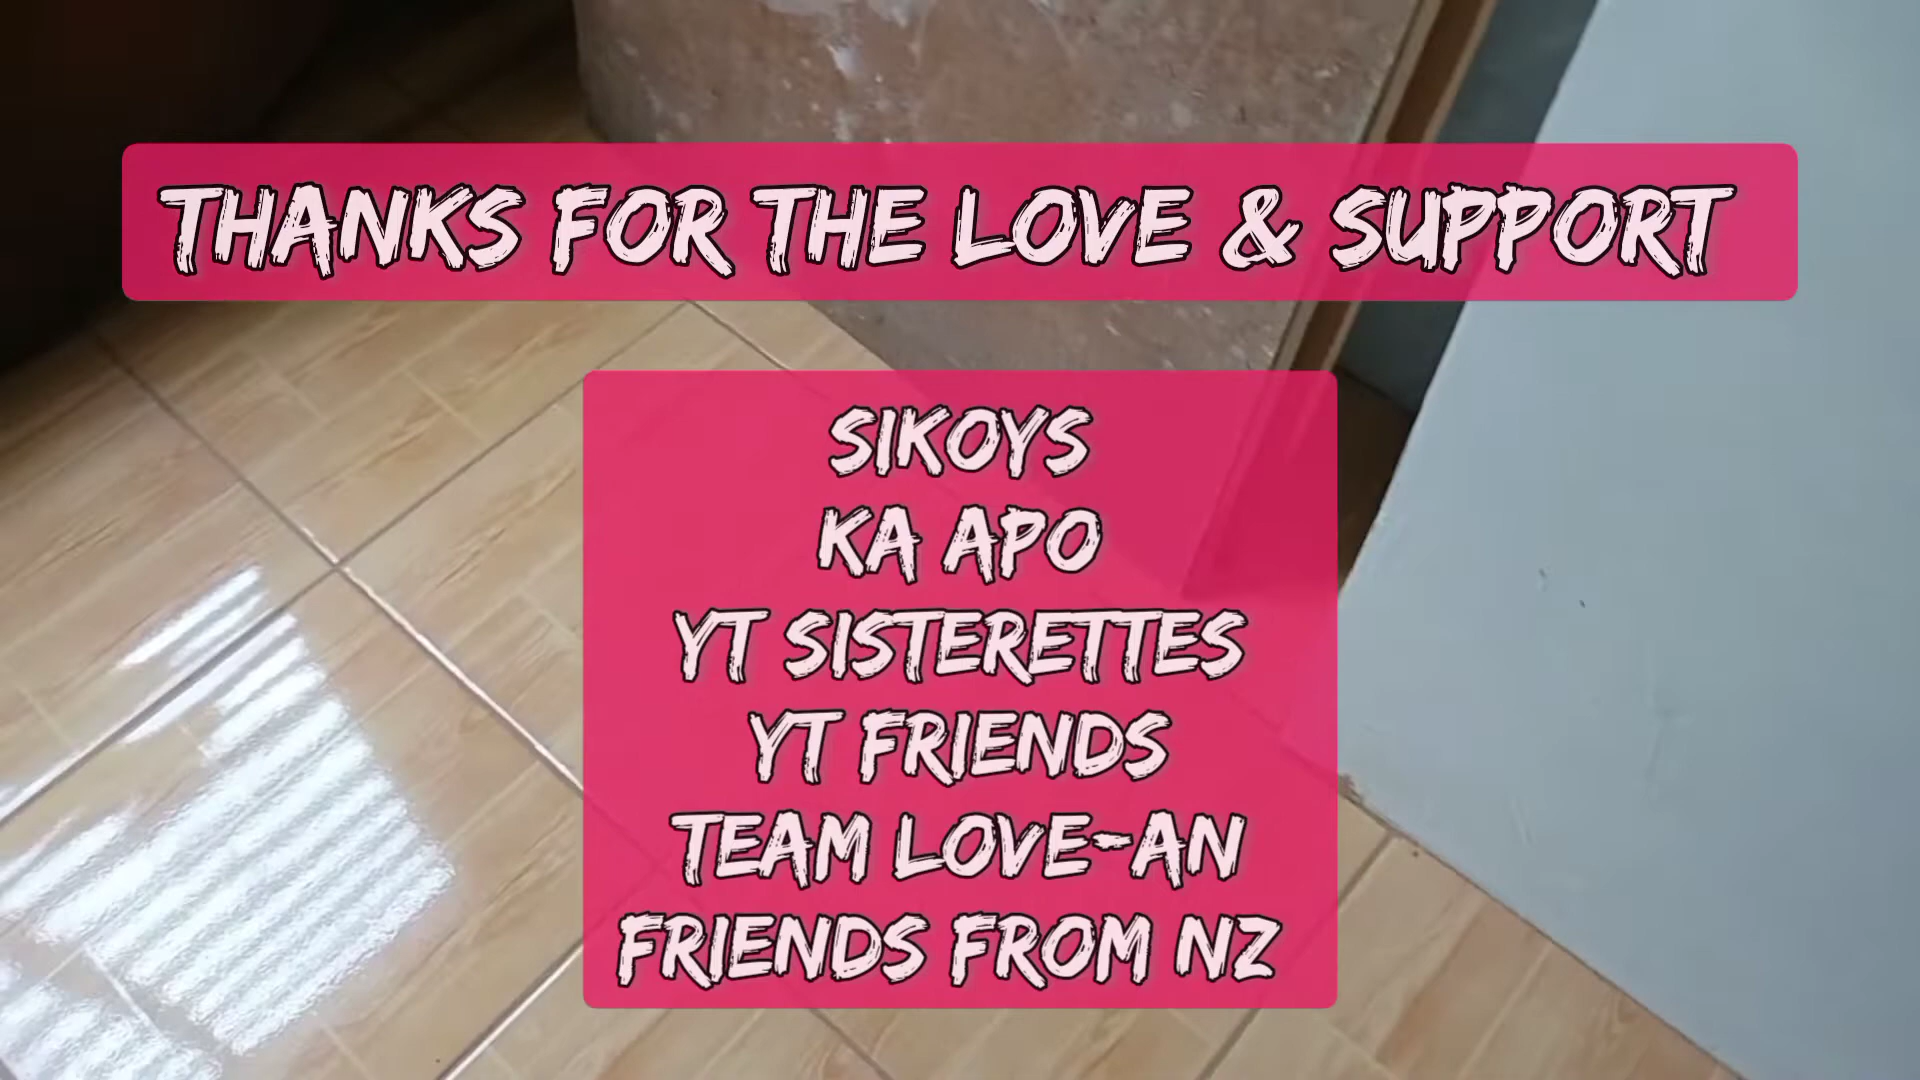 THANKS FOR THE LOVE & SUPPORT
SIKOYS
KA APO
YT SISTERETTES
YT FRIENDS
TEAM LOVE-AN
FRIENDS FROM NZ